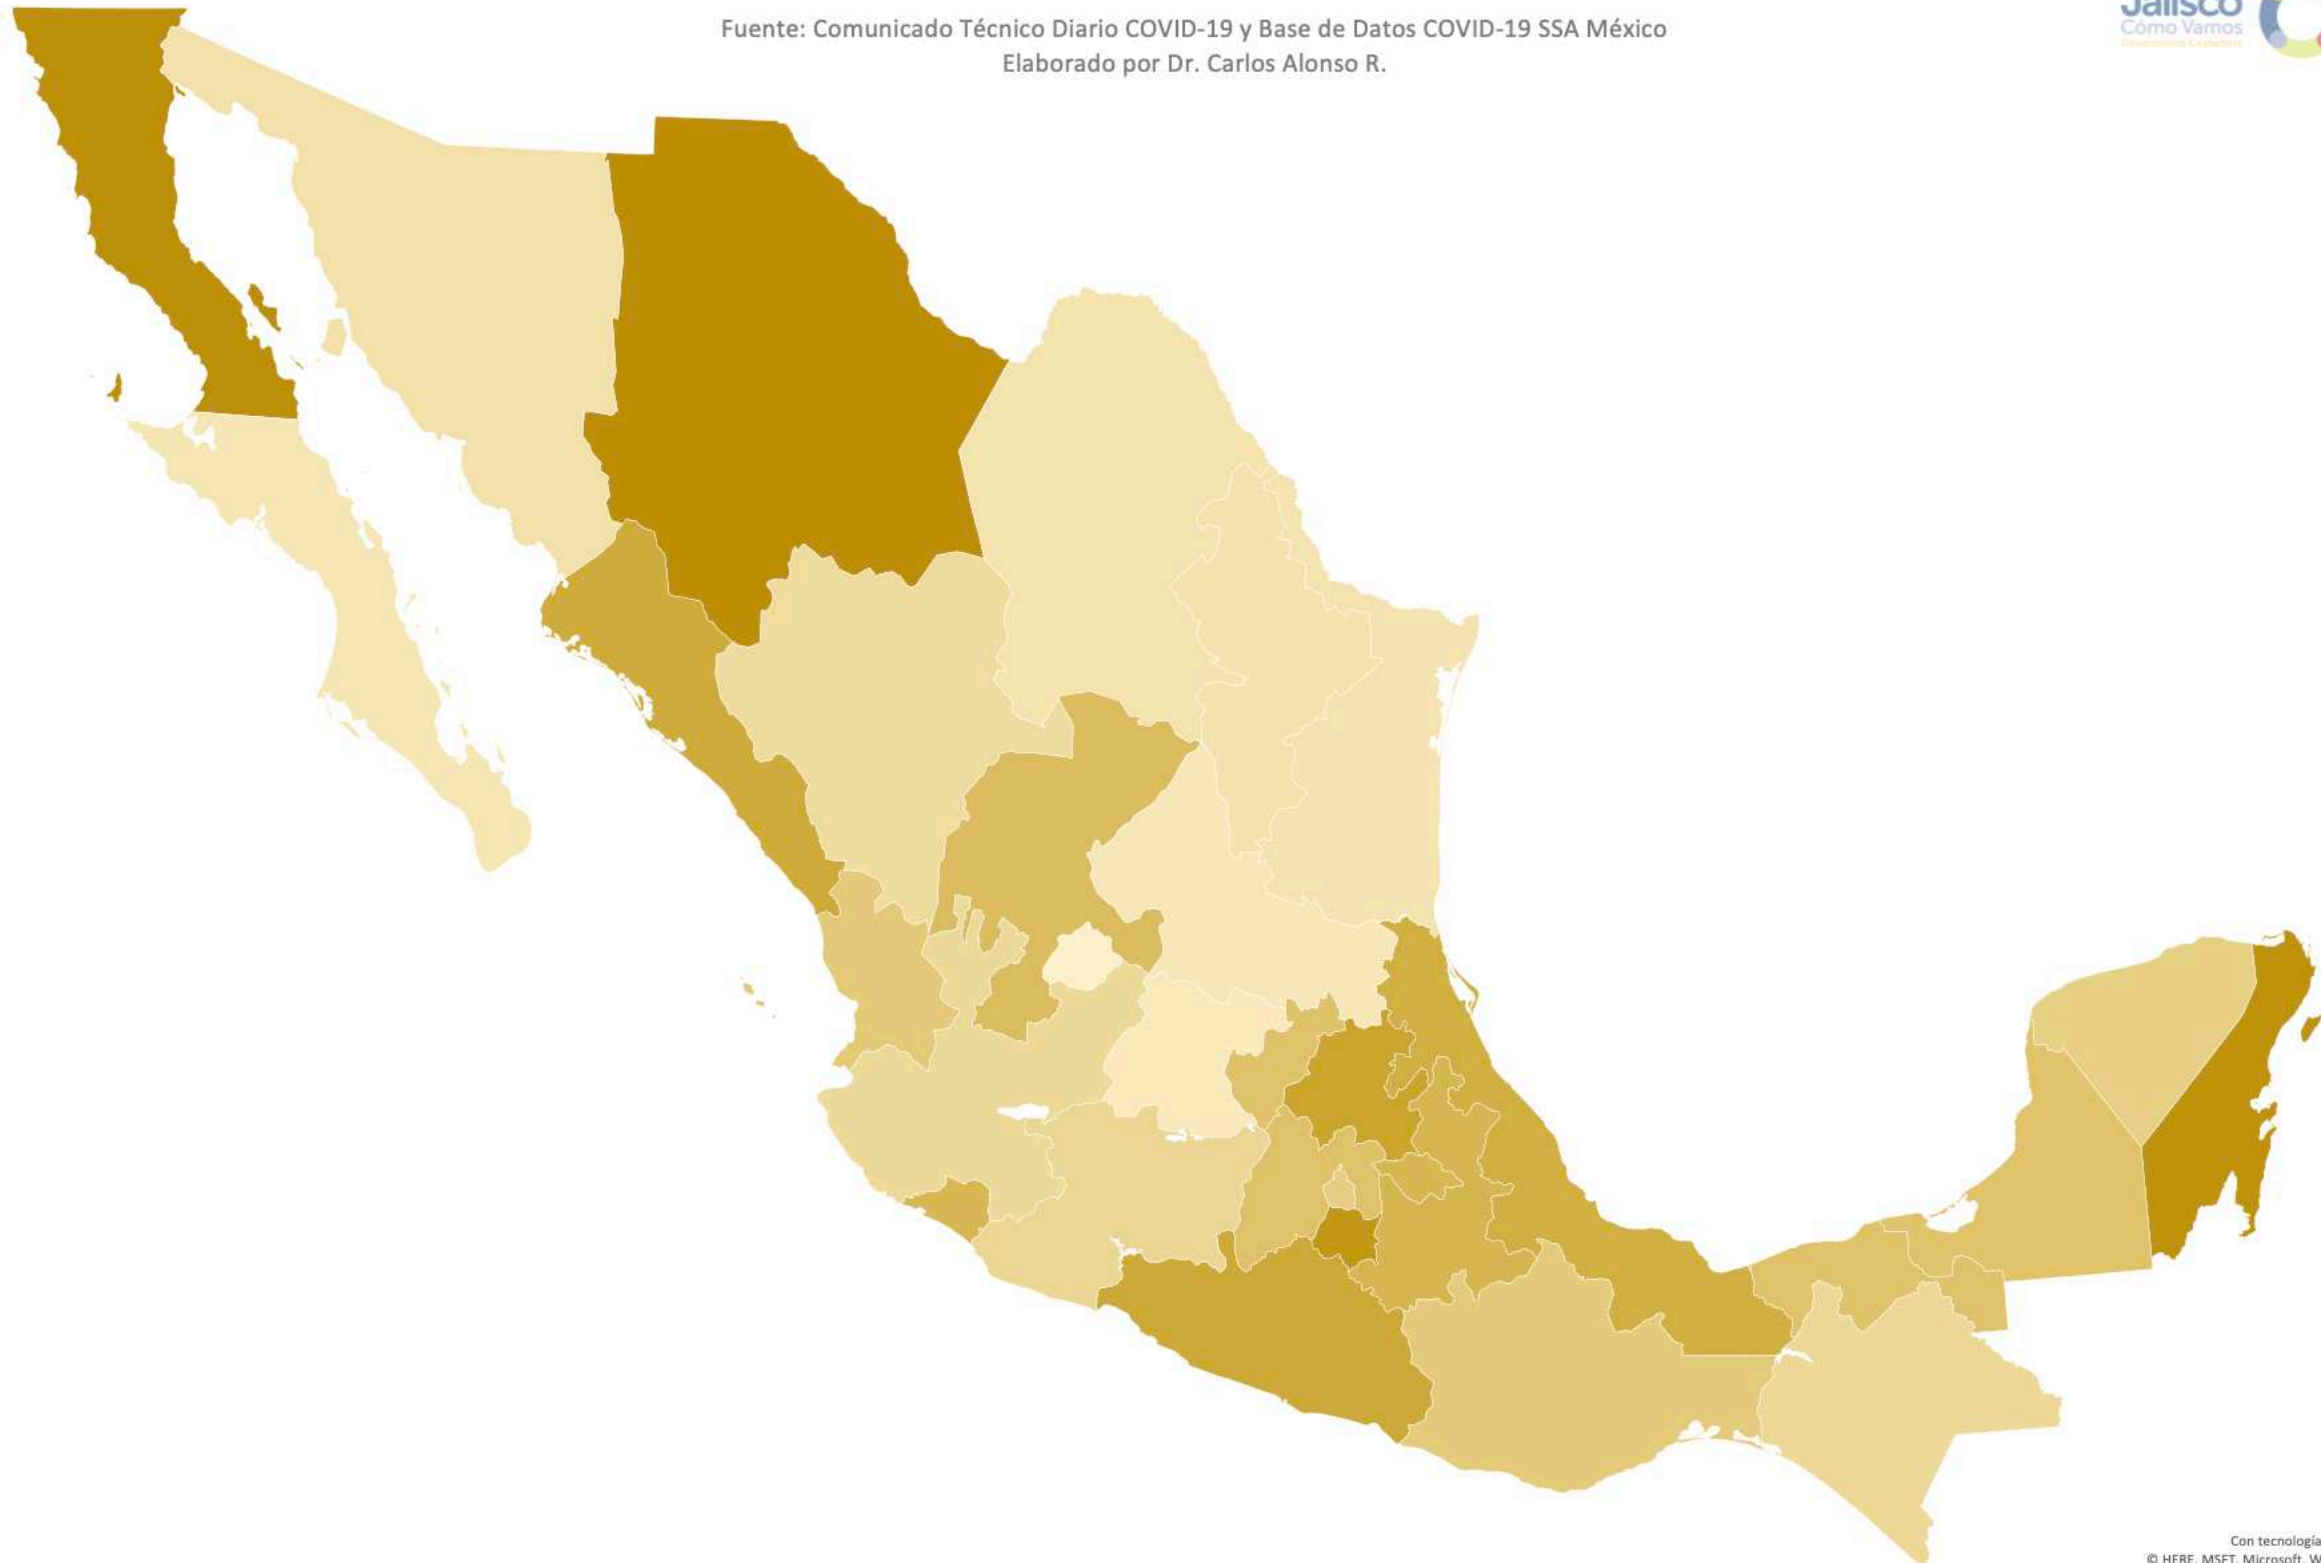 Fuente: Comunicado Técnico Diario COVID-19 y Base de Datos COVID-19 SSA México
Elaborado por Dr. Carlos Alonso R.
Jalisco
Cómo Vamos
Con tecnología
© HERE, MSFT, Microsoft, W